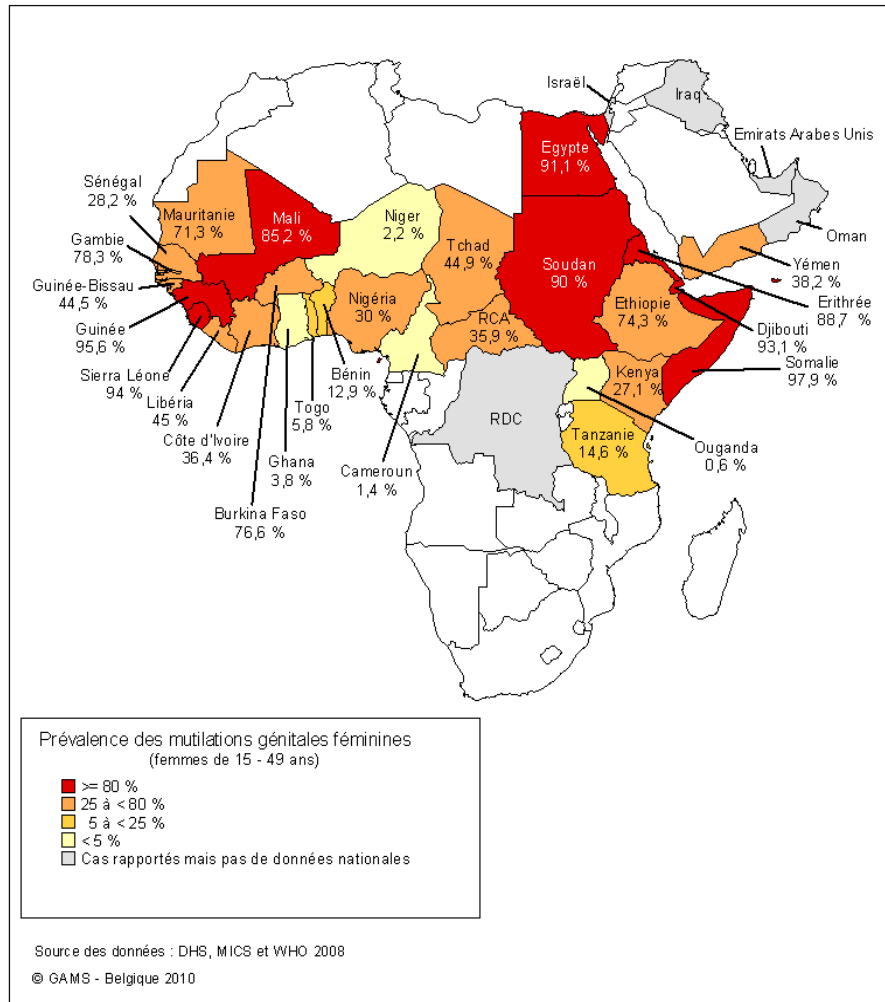 Israël
Iraq
Emirats Arabes Unis
Egypte
91,1 %
Oman
Sénégal
28,2 %
Mauritanie
71,3 %
Mali
85,2 %
Niger
2,2 %
Tchad
44,9 %
Soudan
90 %
Yémen
38,2 %
Gambie
78,3 %
Guinée-Bissau
44,5 %
Nigéria
30 %
Ethiopie
74,3 %
Erithrée
88,7 %
Guinée
95,6 %
RCA
35,9 %
Djibouti
93,1 %
Sierra Léone
94 %
Bénin
12,9 %
Kenya
27,1 %
Somalie
97,9 %
Libéria
45 %
Togo
5,8 %
RDC
Côte d'Ivoire
36,4 %
Tanzanie
14,6 %
Ouganda
0,6 %
Ghana
3,8 %
Cameroun
1,4 %
Burkina Faso
76,6 %
Prévalence des mutilations génitales féminines
(femmes de 15 - 49 ans)
>= 80 %
25 à < 80 %
5 à < 25 %
< 5 %
Cas rapportés mais pas de données nationales
Source des données : DHS, MICS et WHO 2008
© GAMS - Belgique 2010